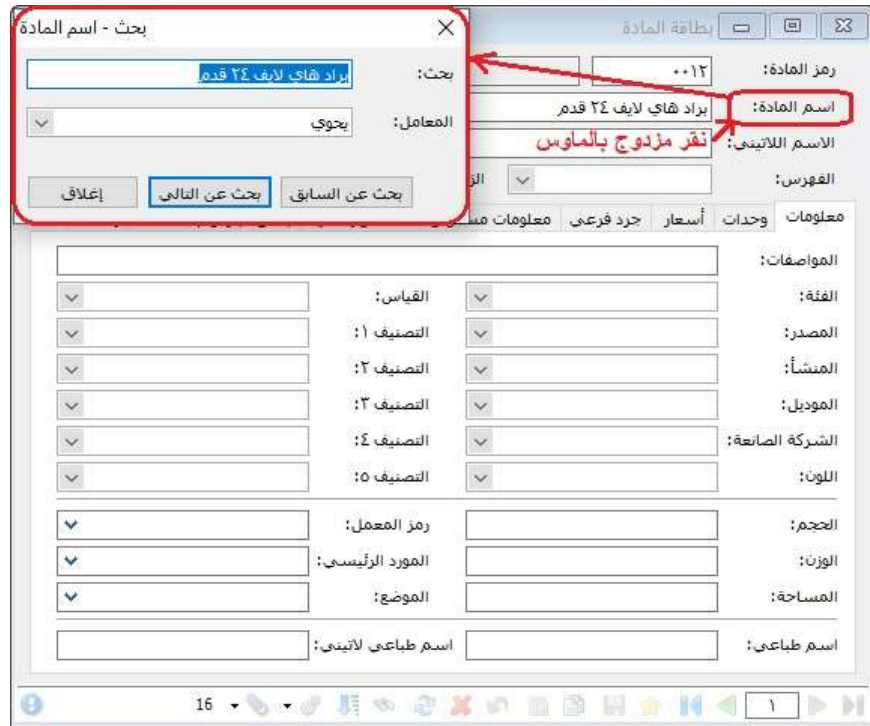 بحث - اسم المادة
بحث: براد هاي لايف ٢٤ قدم
المعامل: يحوي
بحث عن السابق بحث عن التالي إغلاق
بطاقة المادة
رمز المادة: ٠٠١٢
اسم المادة: براد هاي لايف ٢٤ قدم
الاسم اللاتيني: نقر مزدوج بالماوس
الفهرس:
معلومات وحدات أسعار جرد فرعي معلومات
المواصفات:
الفئة: القياس:
المصدر: التصنيف ١:
المنشأ: التصنيف ٢:
الموديل: التصنيف ٣:
الشركة الصانعة: التصنيف ٤:
اللون: التصنيف ٥:
الحجم: رمز المعمل:
الوزن: المورد الرئيسي:
المساحة: الموضع:
اسم طباعي: اسم طباعي لاتيني:
١ 16